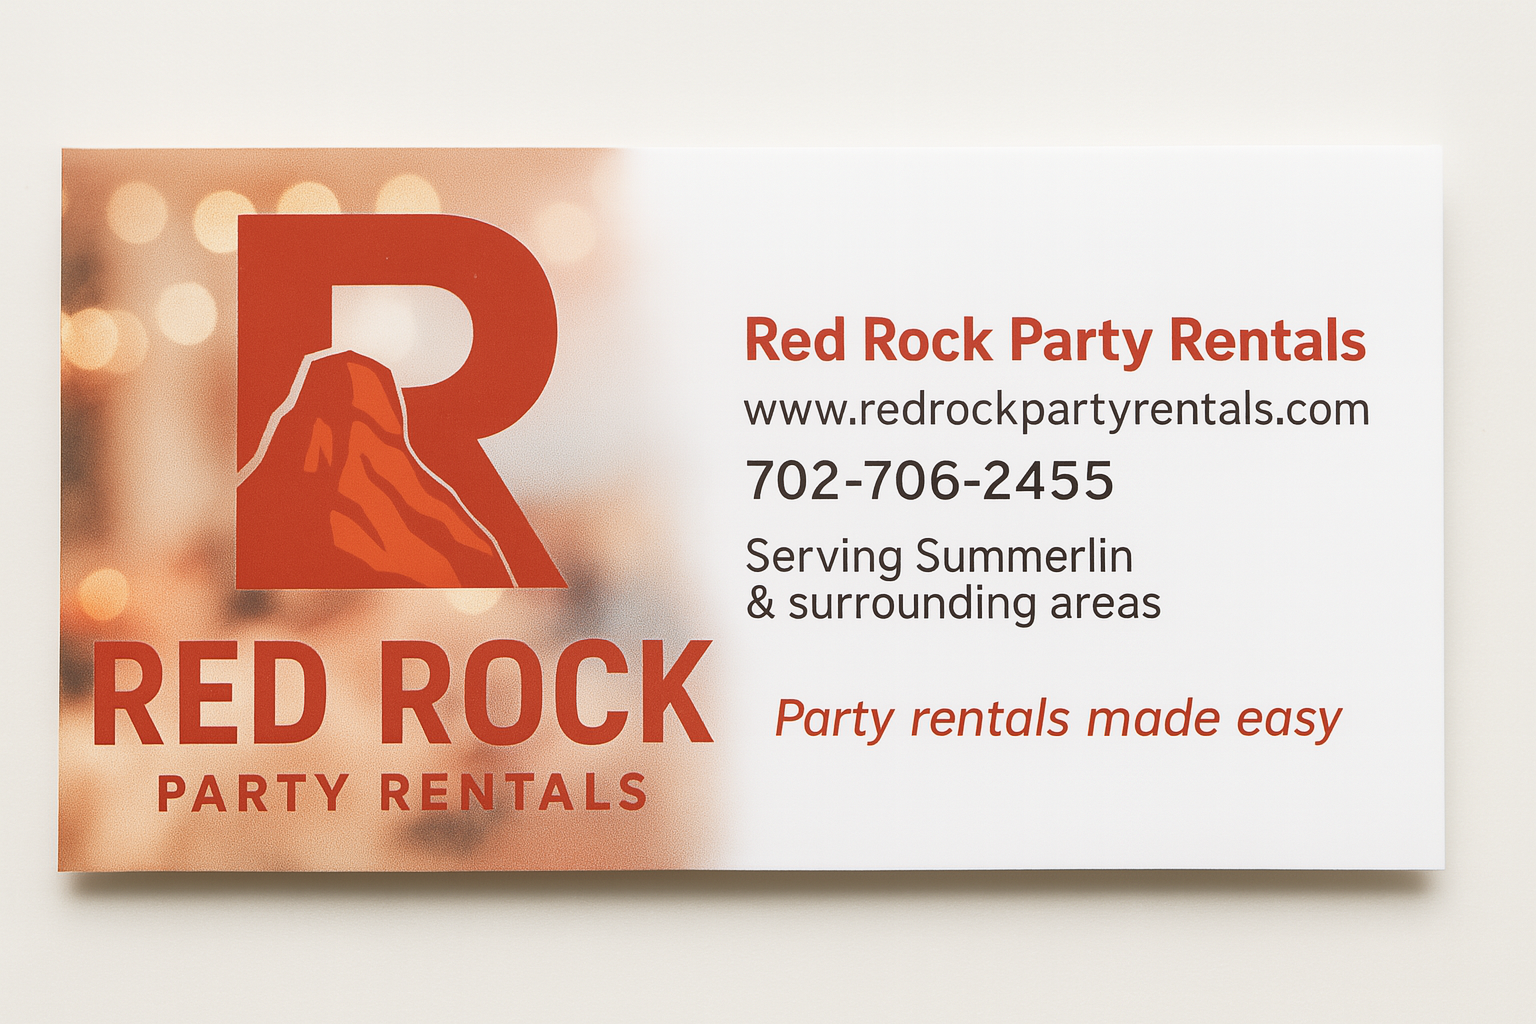 R
RED ROCK
PARTY RENTALS
Red Rock Party Rentals
www.redrockpartyrentals.com
702-706-2455
Serving Summerlin
& surrounding areas
Party rentals made easy